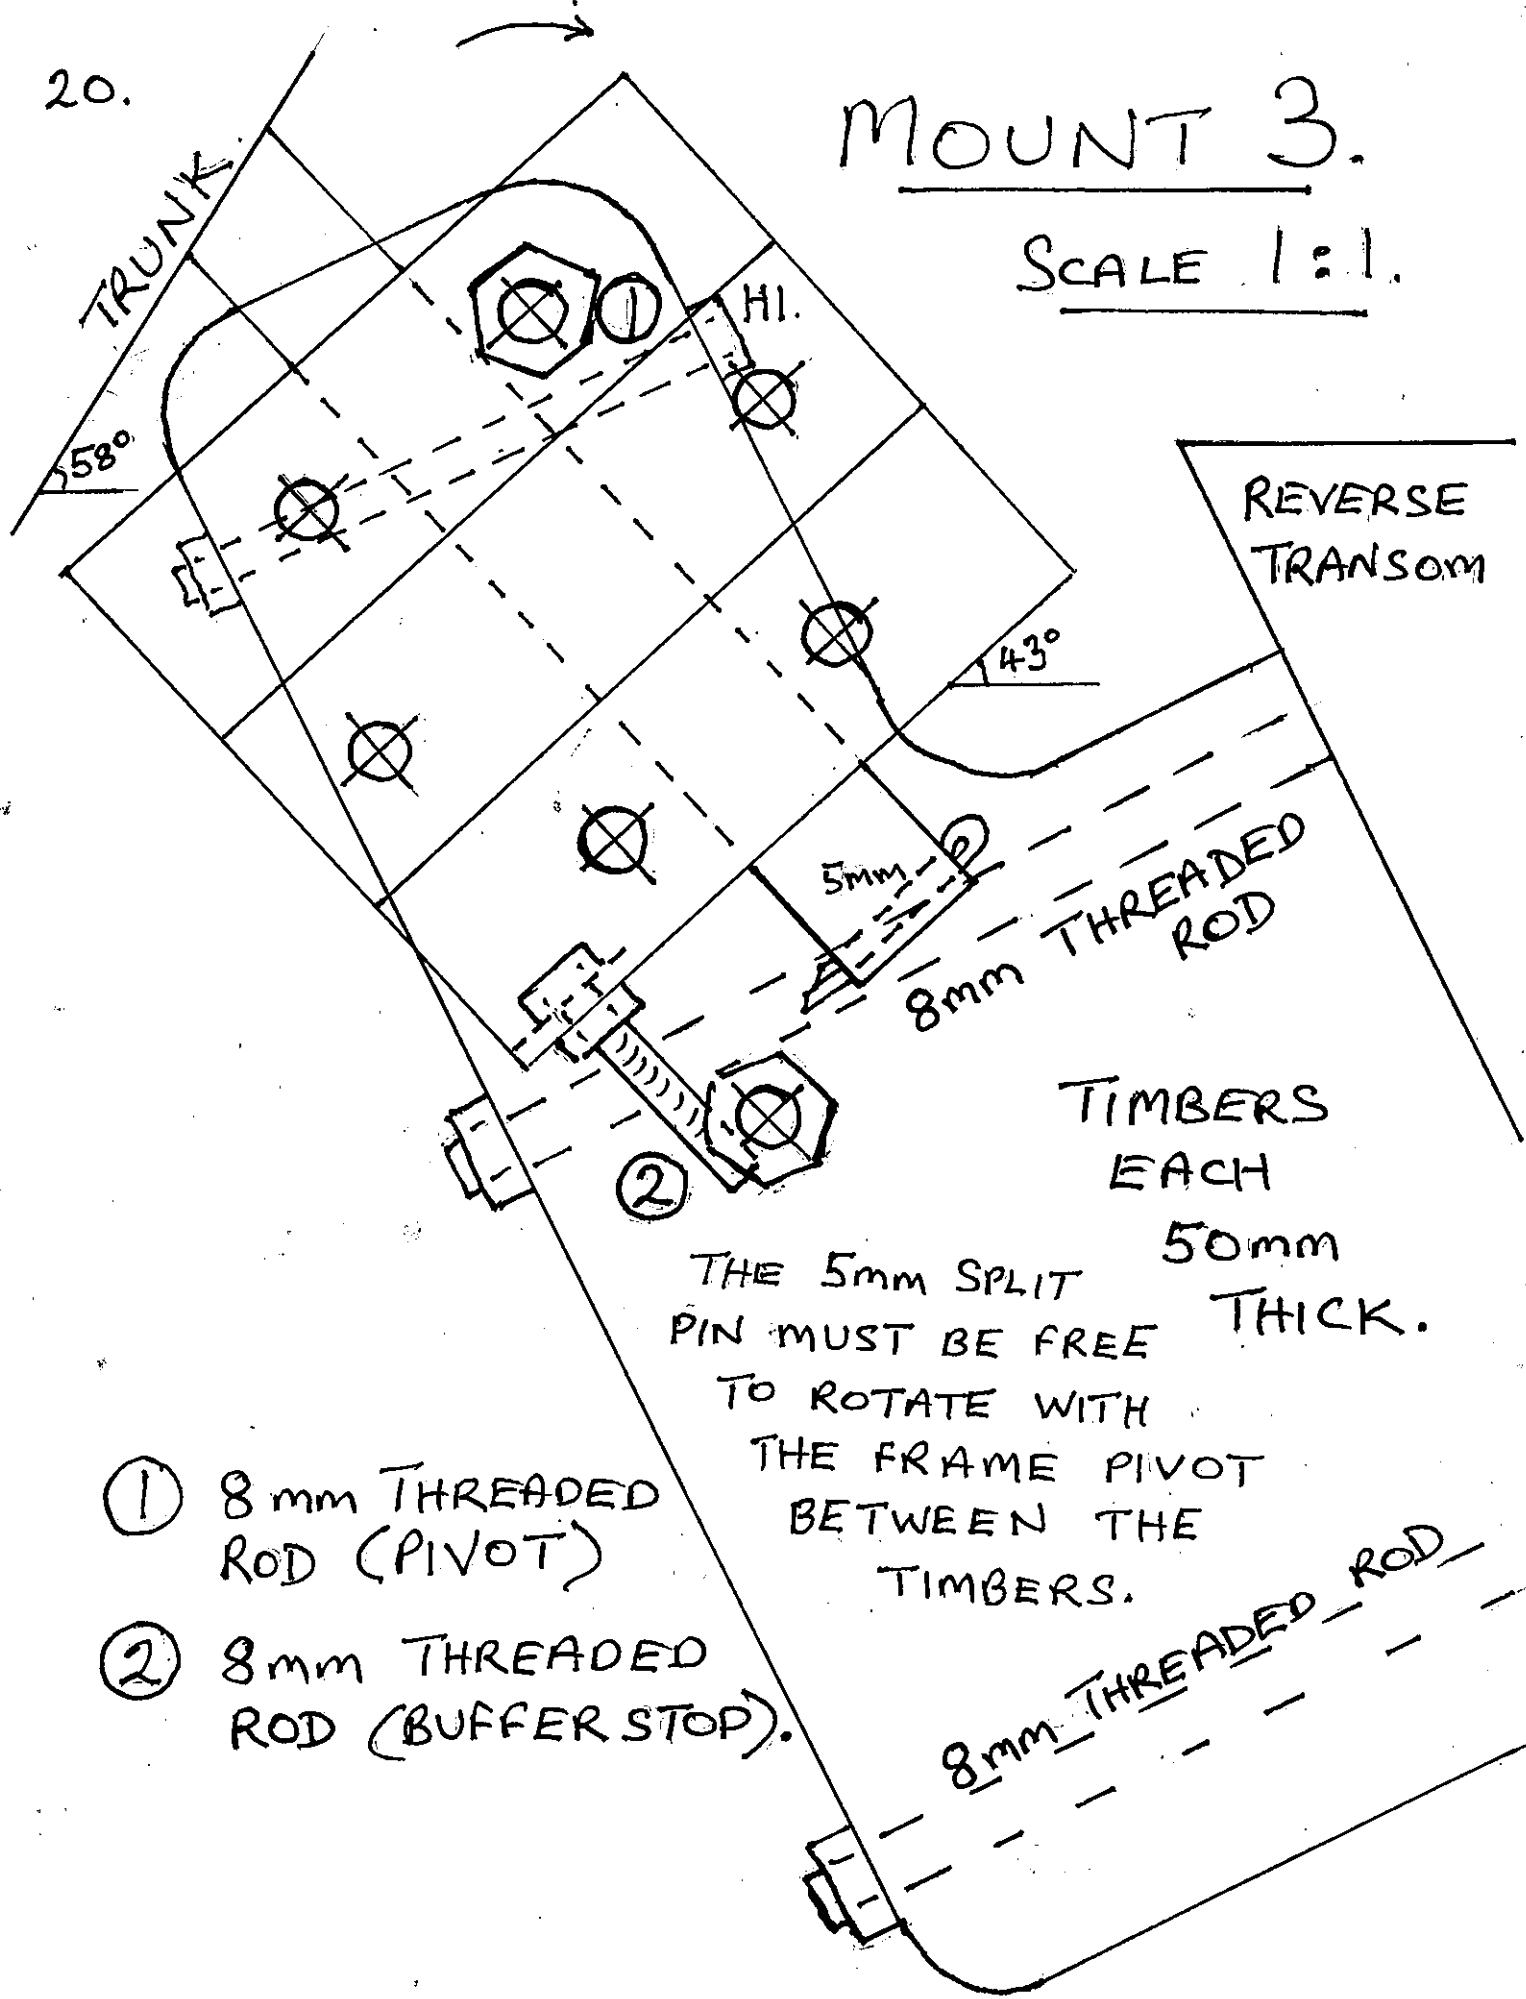 20.
MOUNT 3.
SCALE 1:1.
TRUNK.
1
H1.
58°
REVERSE
TRANSOM
43°
5mm
8mm THREADED
ROD
TIMBERS
EACH
50mm
THICK.
2
THE 5mm SPLIT
PIN MUST BE FREE
TO ROTATE WITH
THE FRAME PIVOT
BETWEEN THE
TIMBERS.
1 8mm THREADED
ROD (PIVOT)
2 8mm THREADED
ROD (BUFFER STOP).
8mm THREADED ROD